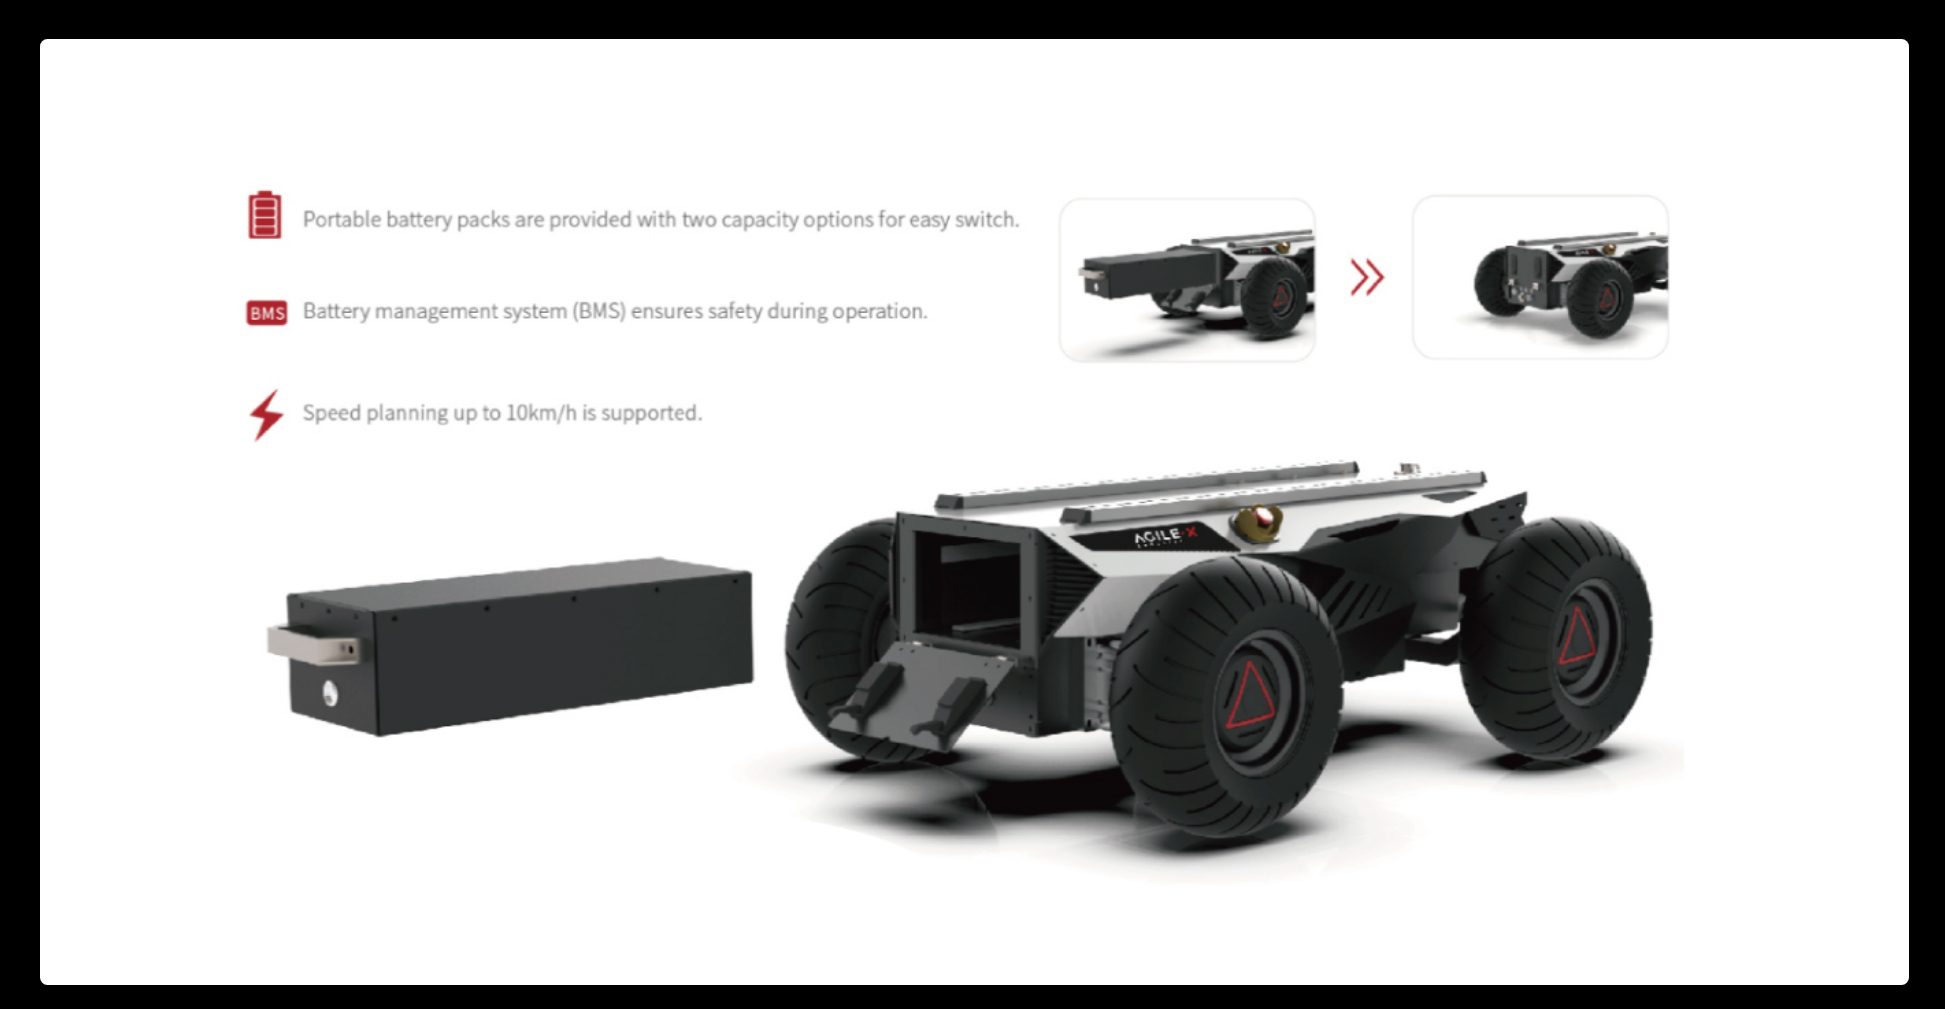 Portable battery packs are provided with two capacity options for easy switch.
BMS
Battery management system (BMS) ensures safety during operation.
Speed planning up to 10km/h is supported.
AGILE·X